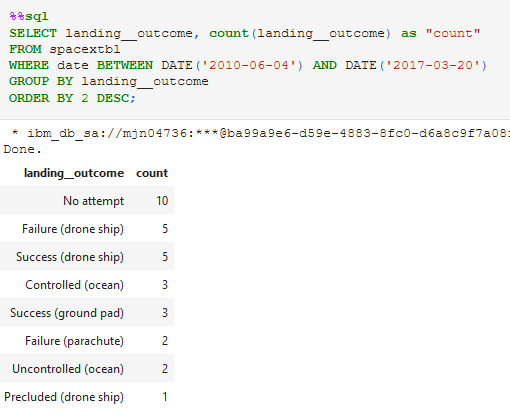 %%sql
SELECT landing__outcome, count(landing__outcome) as "count"
FROM spacextbl
WHERE date BETWEEN DATE('2010-06-04') AND DATE('2017-03-20')
GROUP BY landing__outcome
ORDER BY 2 DESC;
* ibm_db_sa://mjn04736:***@ba99a9e6-d59e-4883-8fc0-d6a8c9f7a08
Done.
landing__outcome count
No attempt 10
Failure (drone ship) 5
Success (drone ship) 5
Controlled (ocean) 3
Success (ground pad) 3
Failure (parachute) 2
Uncontrolled (ocean) 2
Precluded (drone ship) 1